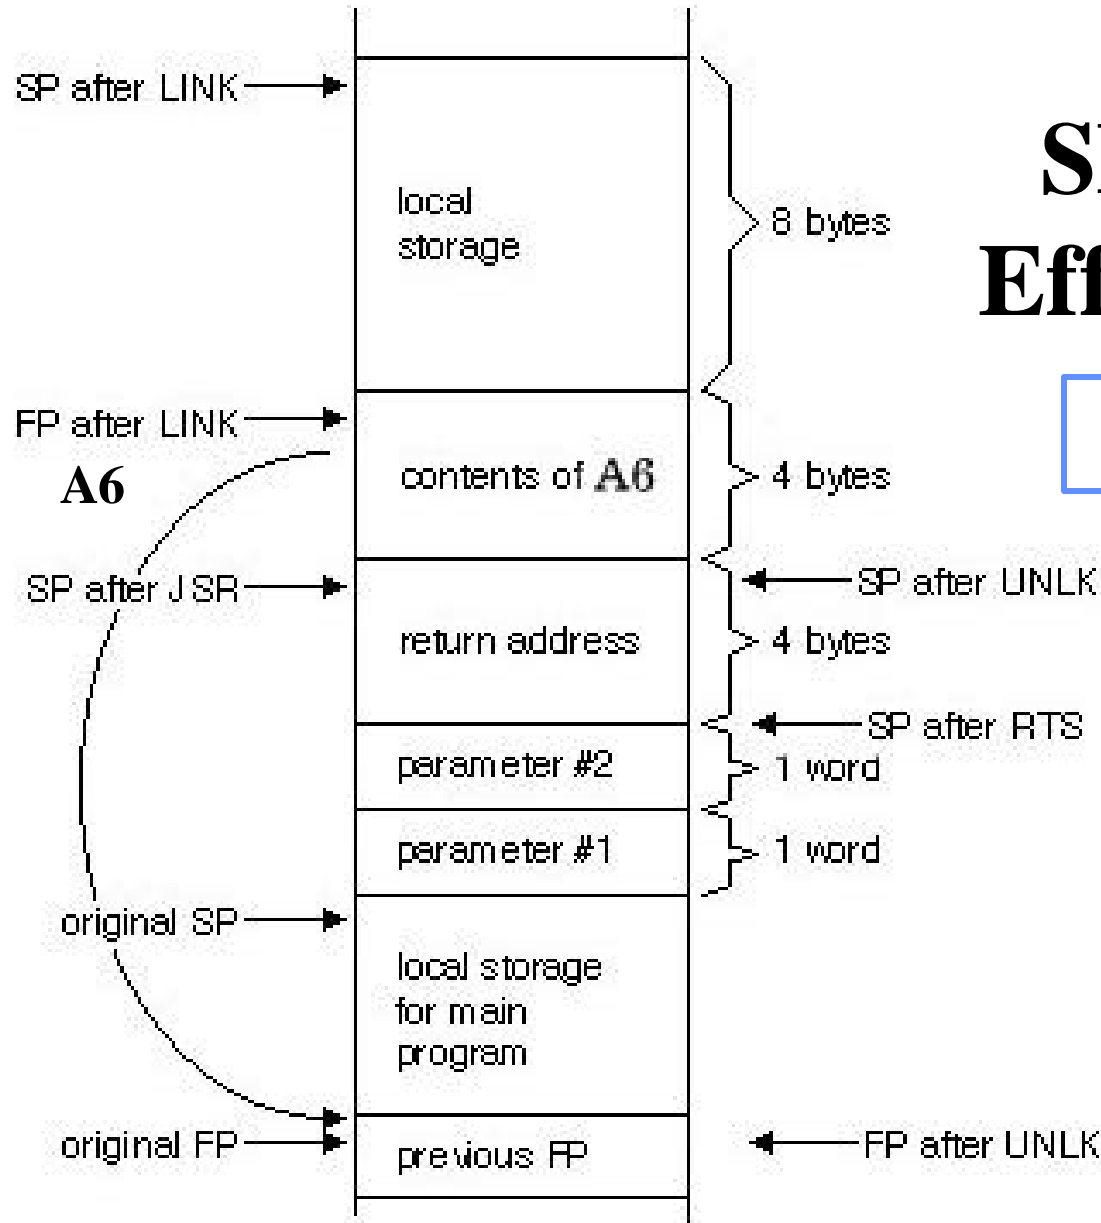 SP after LINK
local
storage
8 bytes
FP after LINK
A6
contents of A6
4 bytes
SP after JSR
SP after UNLK
return address
4 bytes
SP after RTS
parameter #2
1 word
parameter #1
1 word
original SP
local storage
for main
program
original FP
previous FP
FP after UNLK
Eff